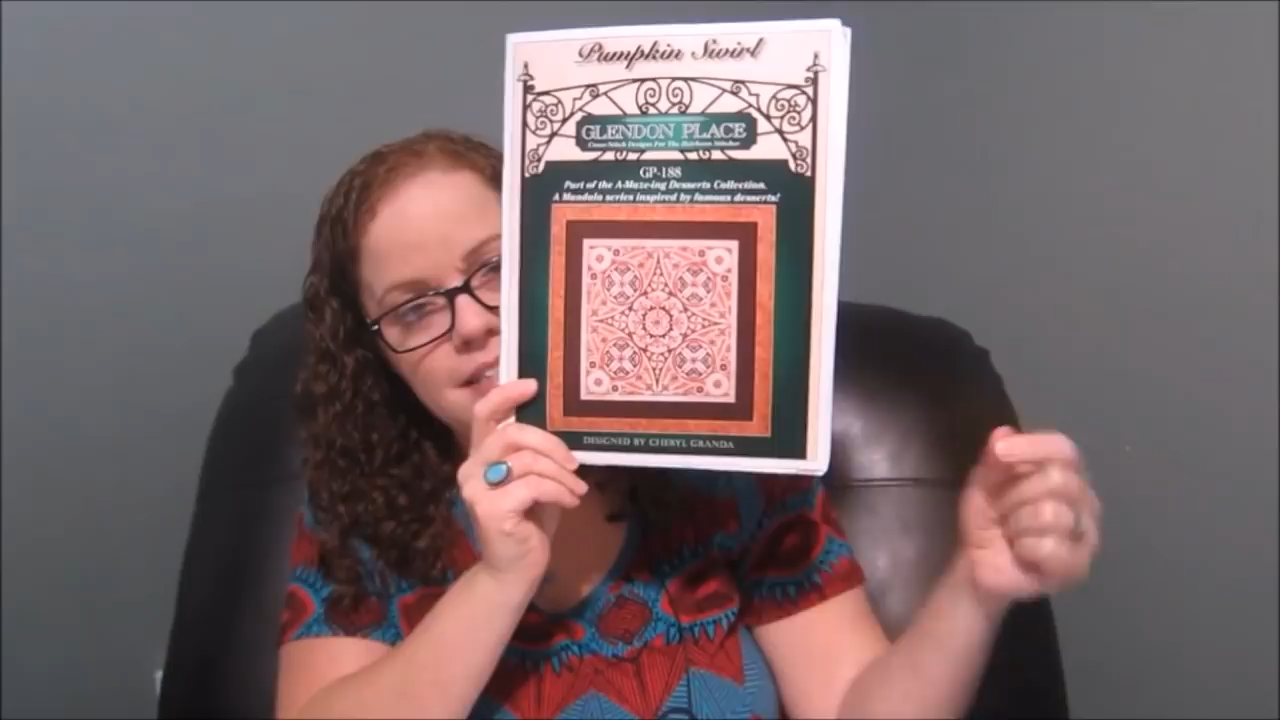 Pumpkin Swirl
GLENDON PLACE
Cross Stitch Designs For The Heirloom Stitcher
GP-188
Part of the A-Maze-ing Desserts Collection.
A Mandala series inspired by famous desserts!
DESIGNED BY CHERYL GRANDA